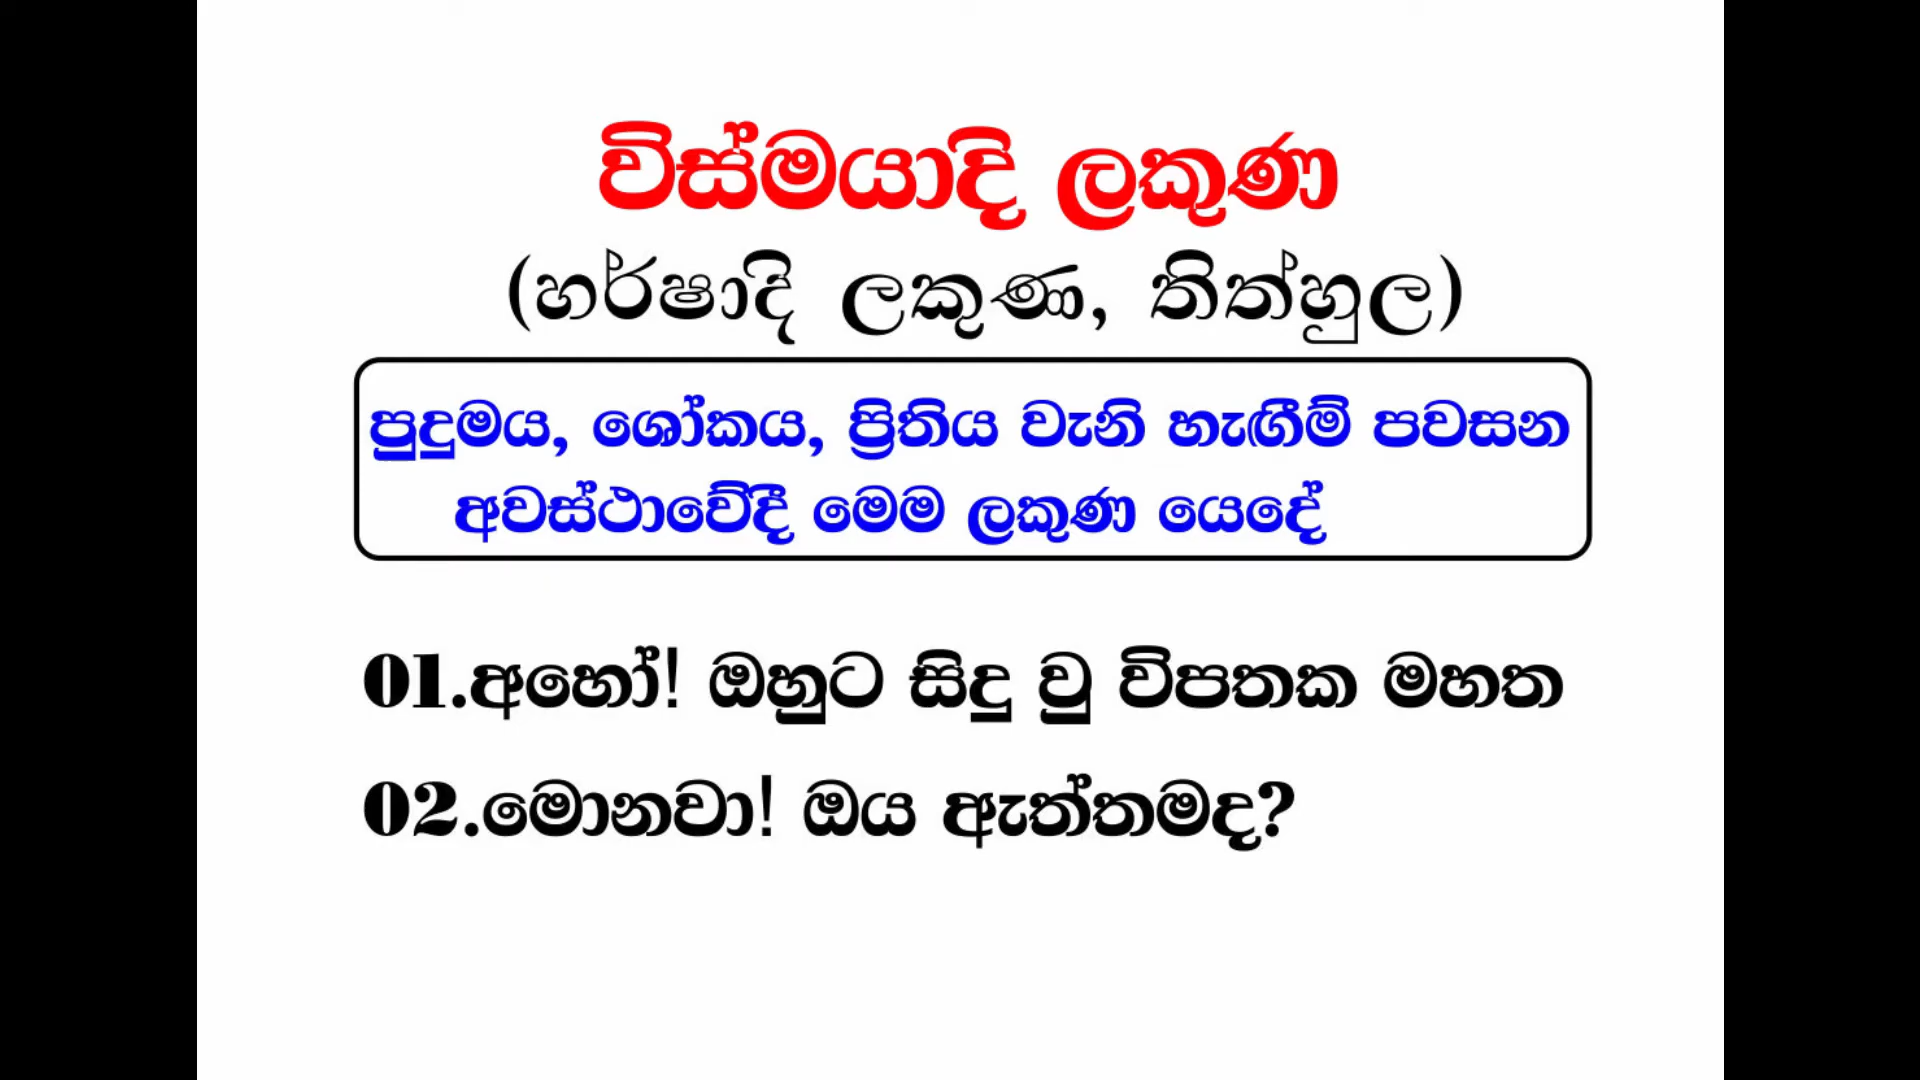 විස්මයාදි ලකුණ
(හර්ෂාදි ලකුණ, තිත්හුල)
පුදුමය, ශෝකය, ප්‍රිතිය වැනි හැඟීම් පවසන
අවස්ථාවේදී මෙම ලකුණ යෙදේ
01.අහෝ! ඔහුට සිදු වු විපතක මහත
02.මොනවා! ඔය ඇත්තමද?